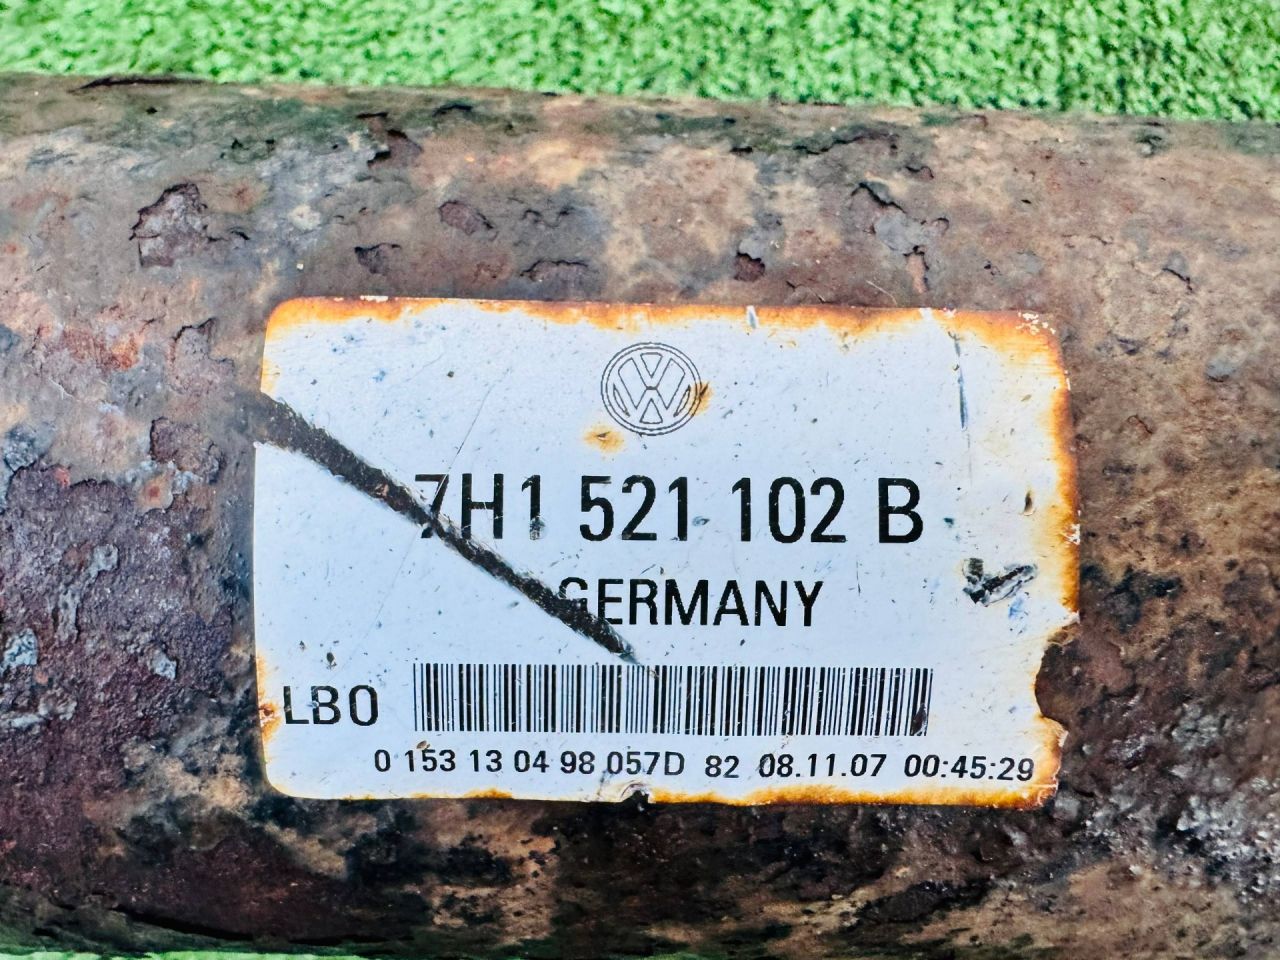 7H1 521 102 B
GERMANY
LBO
0 153 13 04 98 057D 82 08.11.07 00:45:29